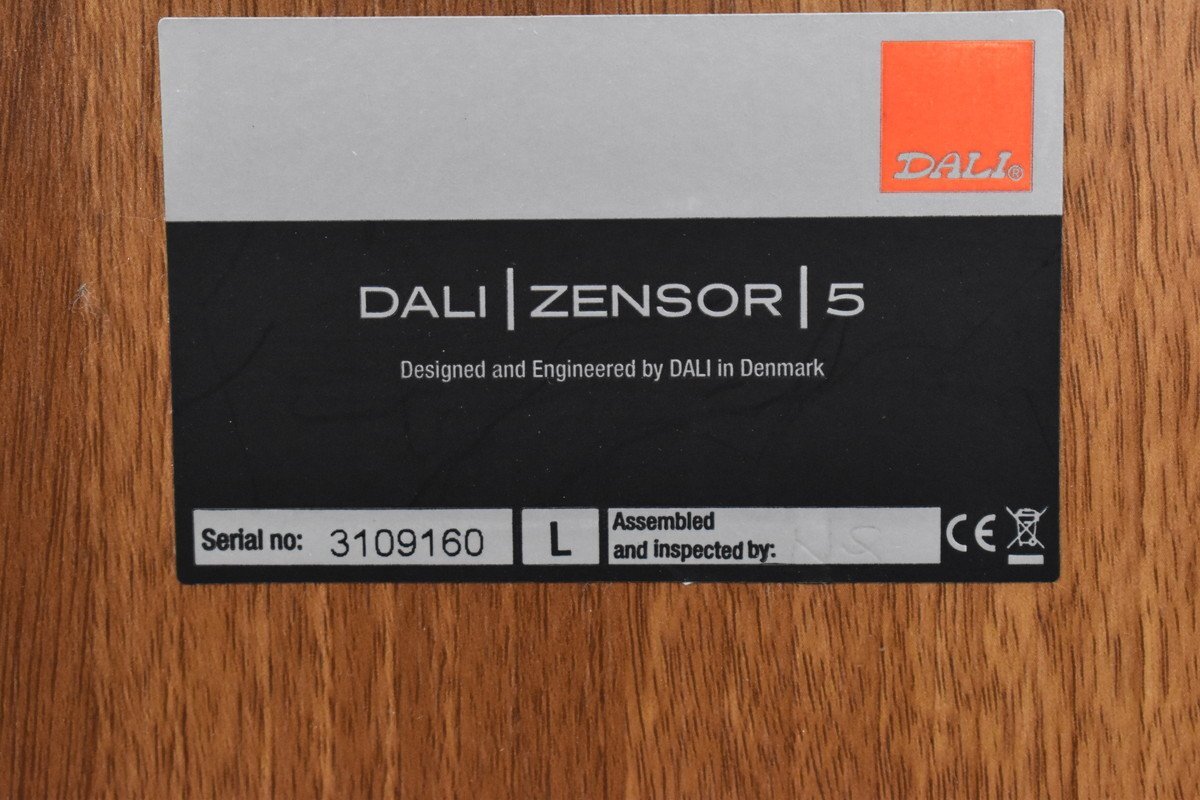 DALI®
DALI | ZENSOR | 5
Designed and Engineered by DALI in Denmark
Serial no: 3109160
L
Assembled
and inspected by:
CE